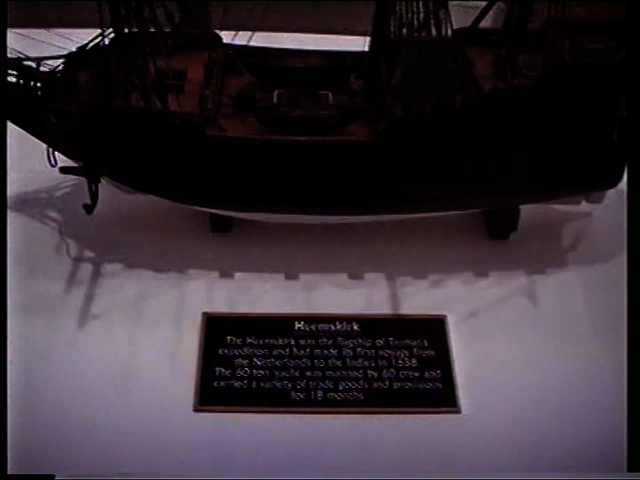 Heemskirk
The Heemskirk was the flagship of Tasman's
expedition and had made its first voyage from
the Netherlands to the Indies in 1638
The 60 ton yacht was manned by 60 crew and
carried a variety of trade goods and provisions
for 18 months